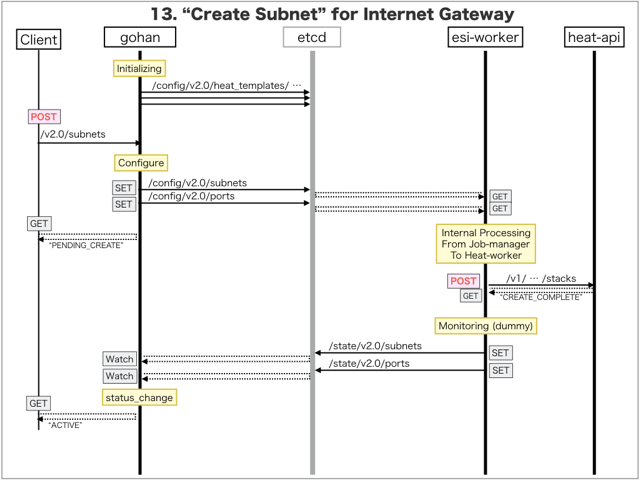 13. “Create Subnet” for Internet Gateway
Client
gohan
etcd
esi-worker
heat-api
Initializing
/config/v2.0/heat_templates/ …
POST
/v2.0/subnets
Configure
SET
/config/v2.0/subnets
GET
SET
/config/v2.0/ports
GET
GET
"PENDING_CREATE"
Internal Processing
From Job-manager
To Heat-worker
POST
/v1/ … /stacks
GET
"CREATE_COMPLETE"
Monitoring (dummy)
/state/v2.0/subnets
SET
Watch
/state/v2.0/ports
SET
Watch
status_change
GET
"ACTIVE"